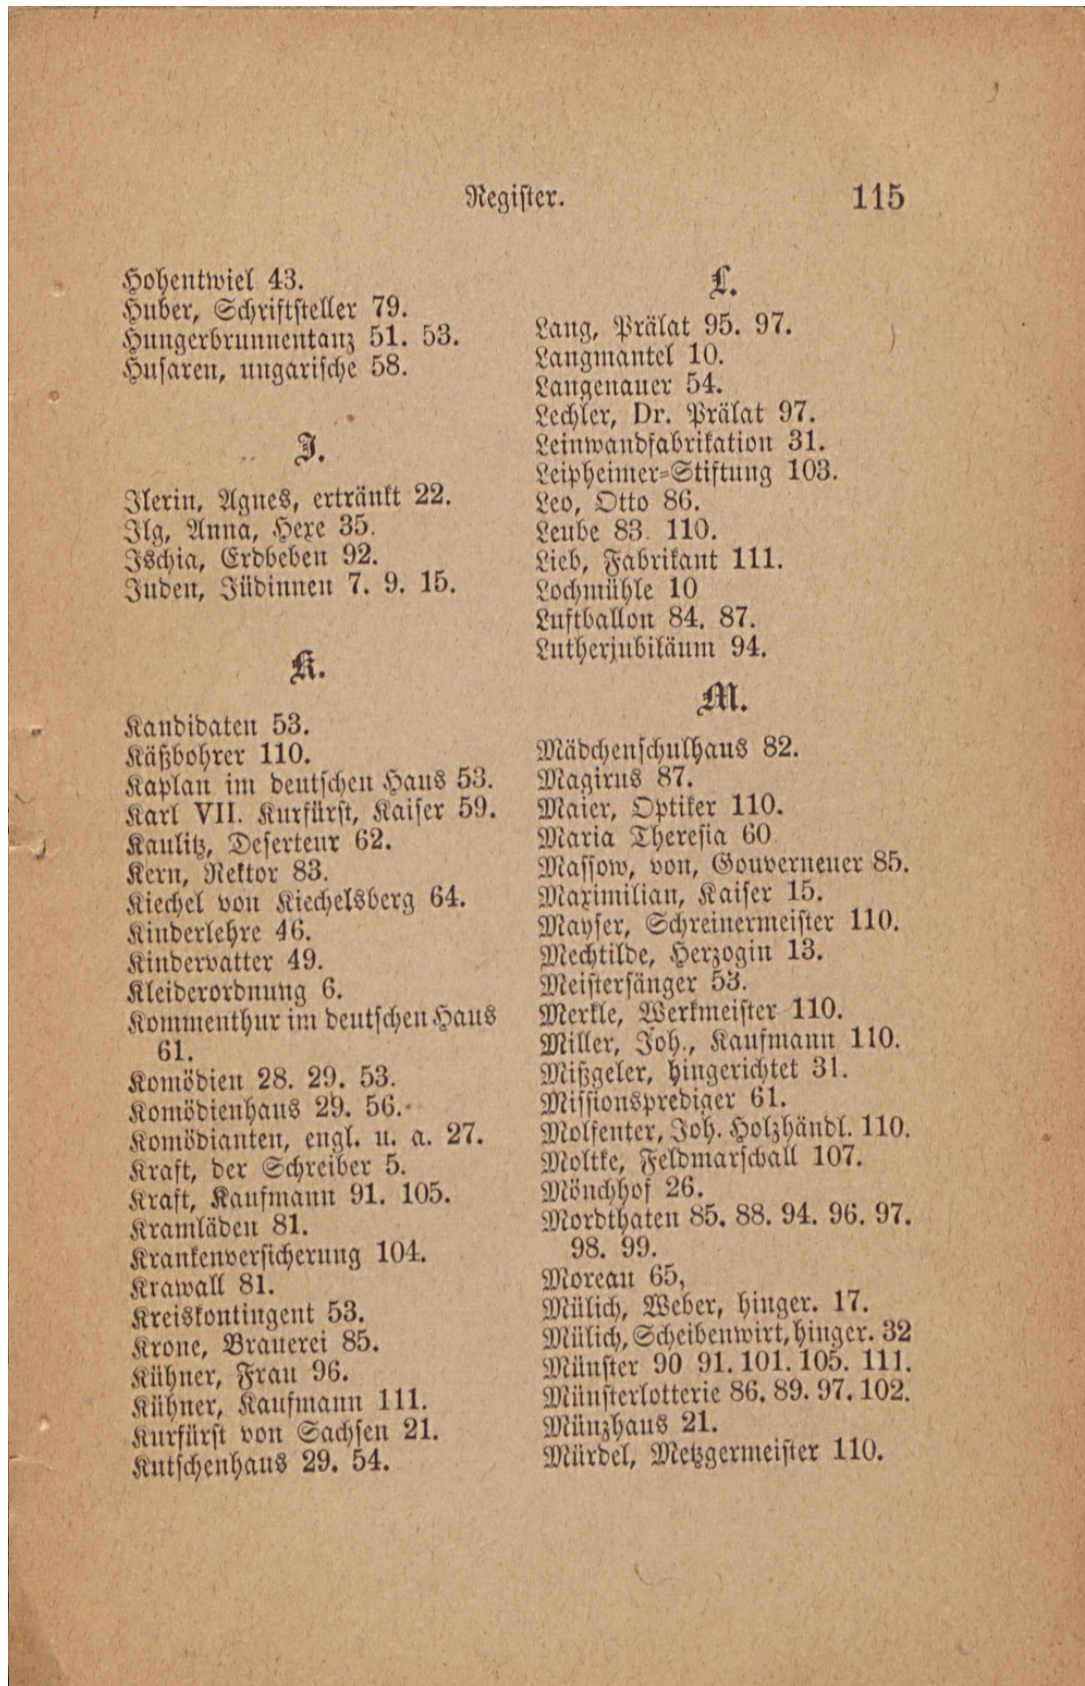 Register.
115
Hohentwiel 43.
Huber, Schriftsteller 79.
Hungerbrunnentanz 51. 53.
Husaren, ungarische 58.
I.
Ilerin, Agnes, ertränkt 22.
Ilg, Anna, Hexe 35.
Ischia, Erdbeben 92.
Juden, Jüdinnen 7. 9. 15.
K.
Kandidaten 53.
Käßbohrer 110.
Kaplan im deutschen Haus 53.
Karl VII. Kurfürst, Kaiser 59.
Kaulitz, Deserteur 62.
Kern, Rektor 83.
Kiechel von Kiechelsberg 64.
Kinderlehre 46.
Kindervatter 49.
Kleiderordnung 6.
Kommenthur im deutschen Haus
61.
Komödien 28. 29. 53.
Komödienhaus 29. 56.
Komödianten, engl. u. a. 27.
Kraft, der Schreiber 5.
Kraft, Kaufmann 91. 105.
Kramläden 81.
Krankenversicherung 104.
Krawall 81.
Kreiskontingent 53.
Krone, Brauerei 85.
Kühner, Frau 96.
Kühner, Kaufmann 111.
Kurfürst von Sachsen 21.
Kutschenhaus 29. 54.
L.
Lang, Prälat 95. 97.
Langmantel 10.
Langenauer 54.
Lechler, Dr. Prälat 97.
Leinwandfabrikation 31.
Leipheimer-Stiftung 103.
Leo, Otto 86.
Leube 83. 110.
Lieb, Fabrikant 111.
Lochmühle 10
Luftballon 84. 87.
Lutherjubiläum 94.
M.
Mädchenschulhaus 82.
Magirus 87.
Maier, Optiker 110.
Maria Theresia 60
Massow, von, Gouverneuer 85.
Maximilian, Kaiser 15.
Mayser, Schreinermeister 110.
Mechtilde, Herzogin 13.
Meistersänger 53.
Merkle, Werkmeister 110.
Miller, Joh., Kaufmann 110.
Mißgeler, hingerichtet 31.
Missionsprediger 61.
Molfenter, Joh. Holzhändl. 110.
Moltke, Feldmarschall 107.
Mönchhof 26.
Mordthaten 85. 88. 94. 96. 97.
98. 99.
Moreau 65,
Mülich, Weber, hinger. 17.
Mülich, Scheibenwirt, hinger. 32
Münster 90 91. 101. 105. 111.
Münsterlotterie 86. 89. 97. 102.
Münzhaus 21.
Mürdel, Metzgermeister 110.